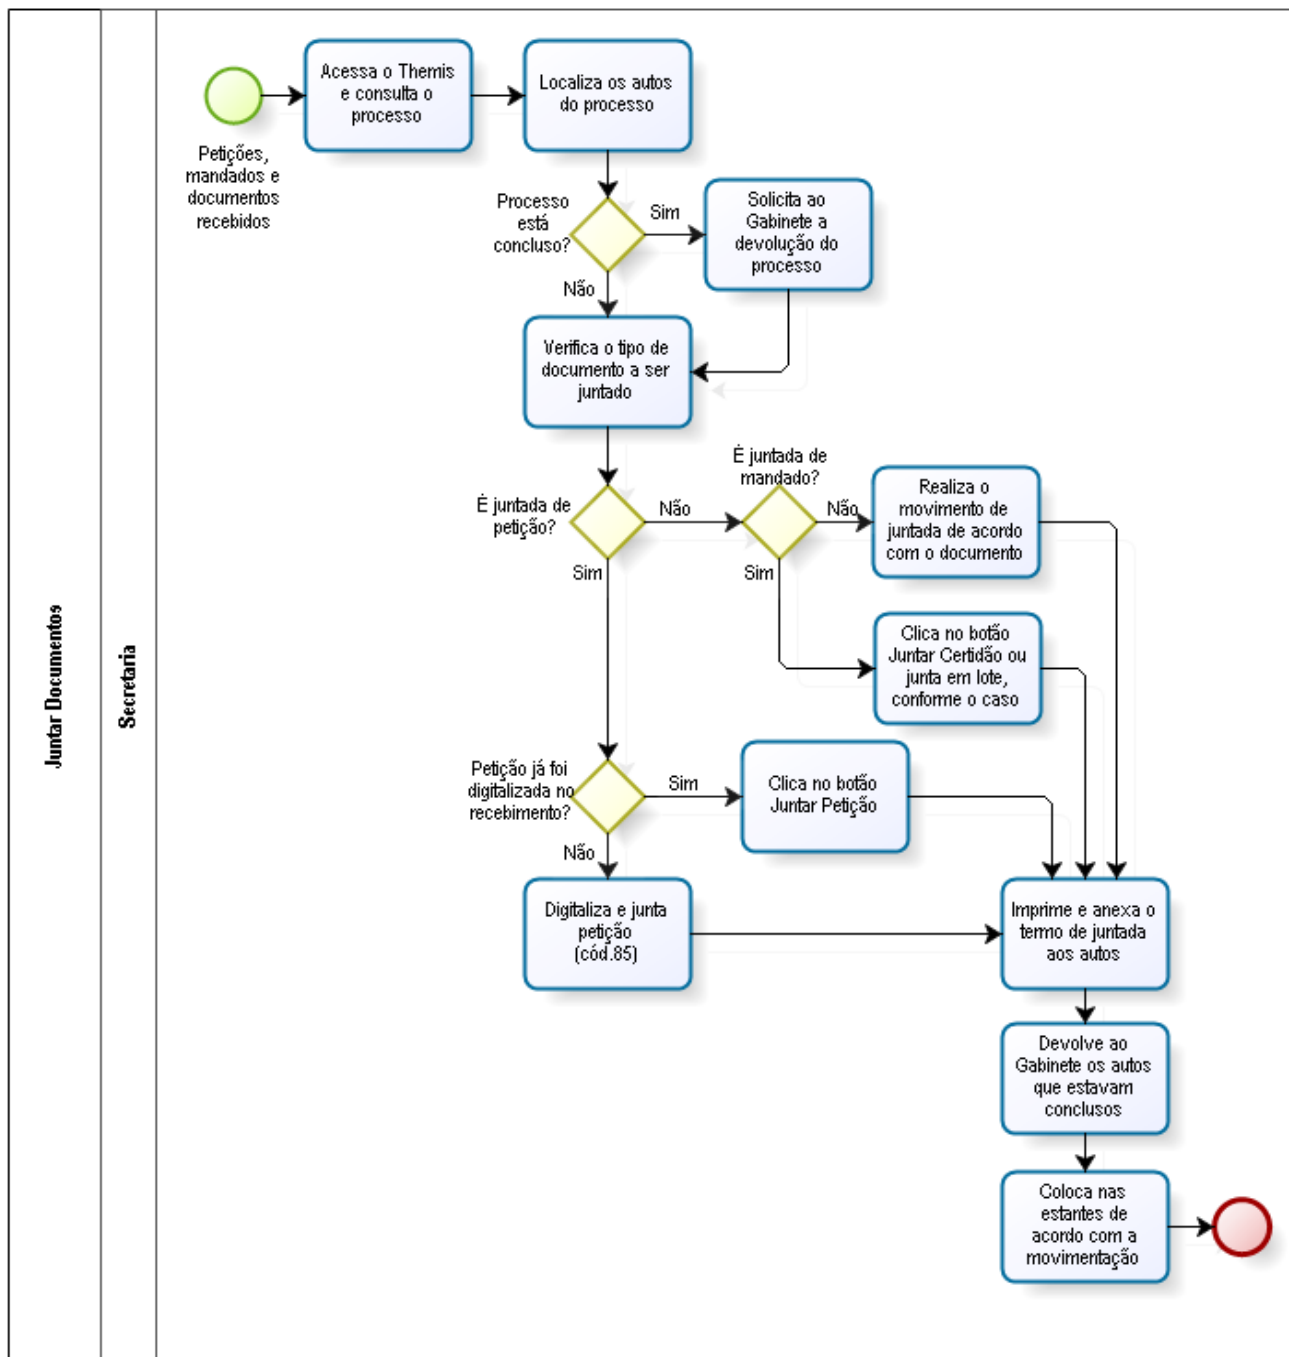 Juntar Documentos
Secretaria
Petições,
mandados e
documentos
recebidos
Acessa o Themis
e consulta o
processo
Localiza os autos
do processo
Processo
está
concluso?
Sim
Solicita ao
Gabinete a
devolução do
processo
Não
Verifica o tipo de
documento a ser
juntado
É juntada de
petição?
Não
É juntada de
mandado?
Não
Realiza o
movimento de
juntada de acordo
com o documento
Sim
Sim
Clica no botão
Juntar Certidão ou
junta em lote,
conforme o caso
Petição já foi
digitalizada no
recebimento?
Sim
Clica no botão
Juntar Petição
Não
Digitaliza e junta
petição
(cód.85)
Imprime e anexa o
termo de juntada
aos autos
Devolve ao
Gabinete os autos
que estavam
conclusos
Coloca nas
estantes de
acordo com a
movimentação